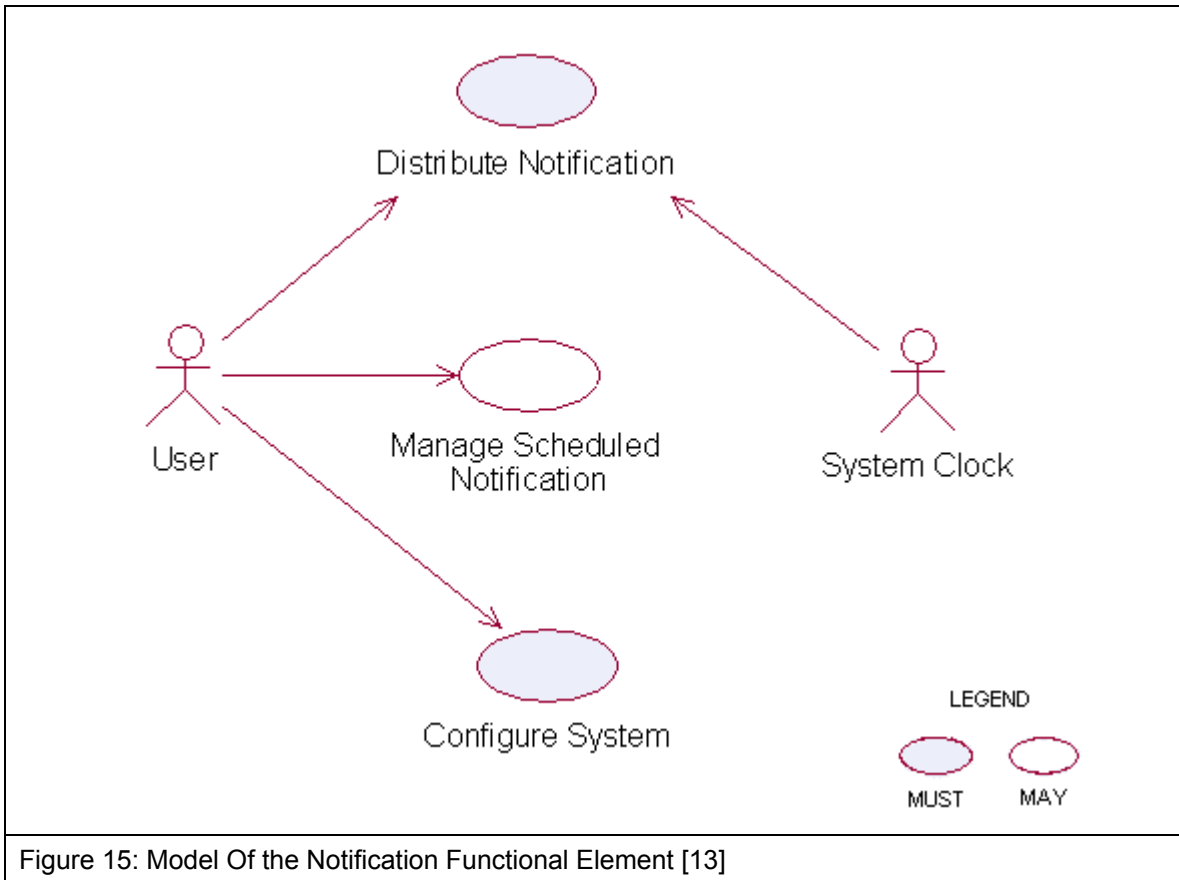 Distribute Notification
User
Manage Scheduled
Notification
System Clock
Configure System
LEGEND
MUST
MAY
Figure 15: Model Of the Notification Functional Element [13]